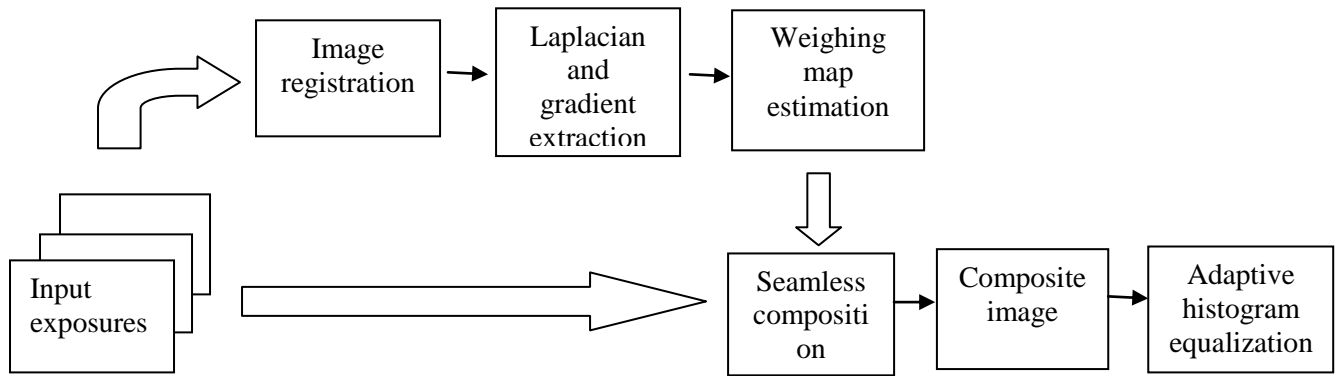 Image
registration
Laplacian
and
gradient
extraction
Weighing
map
estimation
Input
exposures
Seamless
compositi
on
Composite
image
Adaptive
histogram
equalization